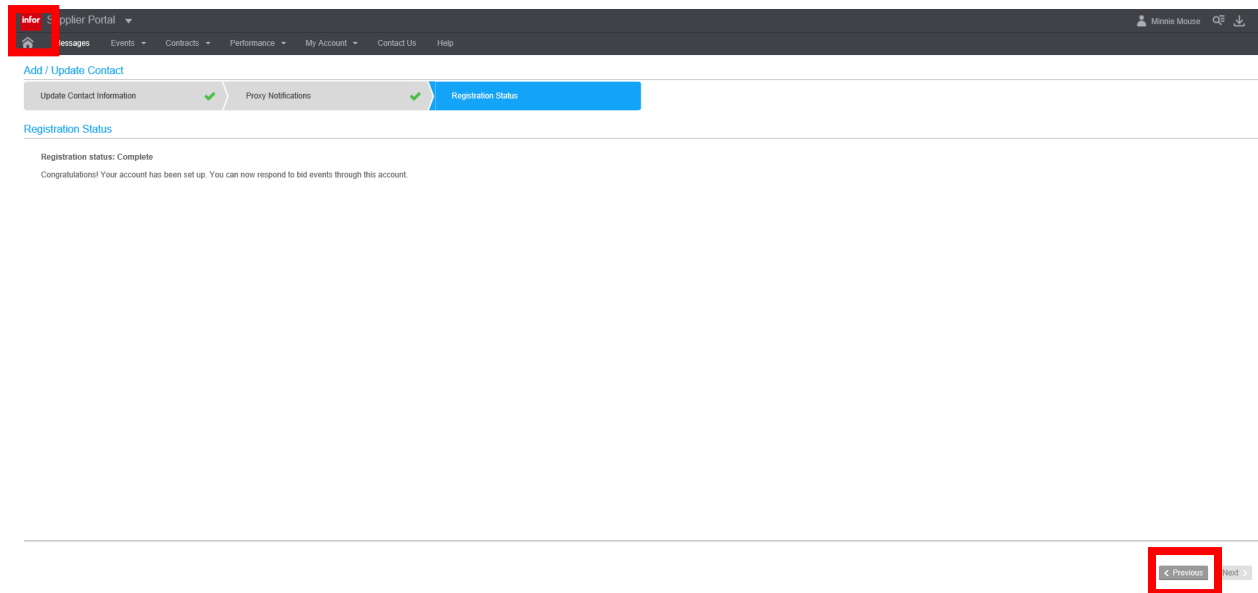 infor Supplier Portal Minnie Mouse
Messages Events Contracts Performance My Account Contact Us Help
Add / Update Contact
Update Contact Information Proxy Notifications Registration Status
Registration Status
Registration status: Complete
Congratulations! Your account has been set up. You can now respond to bid events through this account.
Previous Next